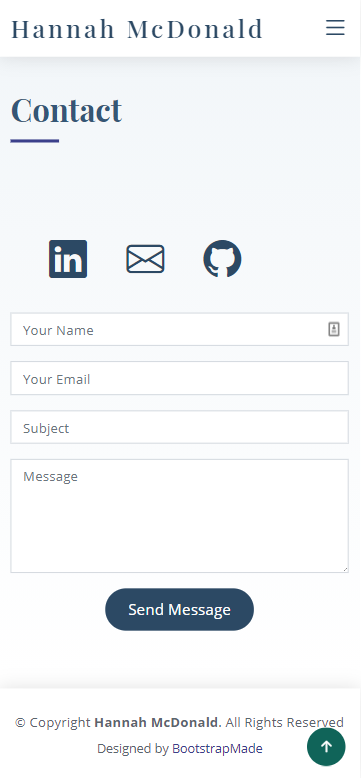 Hannah McDonald
Contact
in
Your Name
Your Email
Subject
Message
Send Message
© Copyright Hannah McDonald. All Rights Reserved
Designed by BootstrapMade